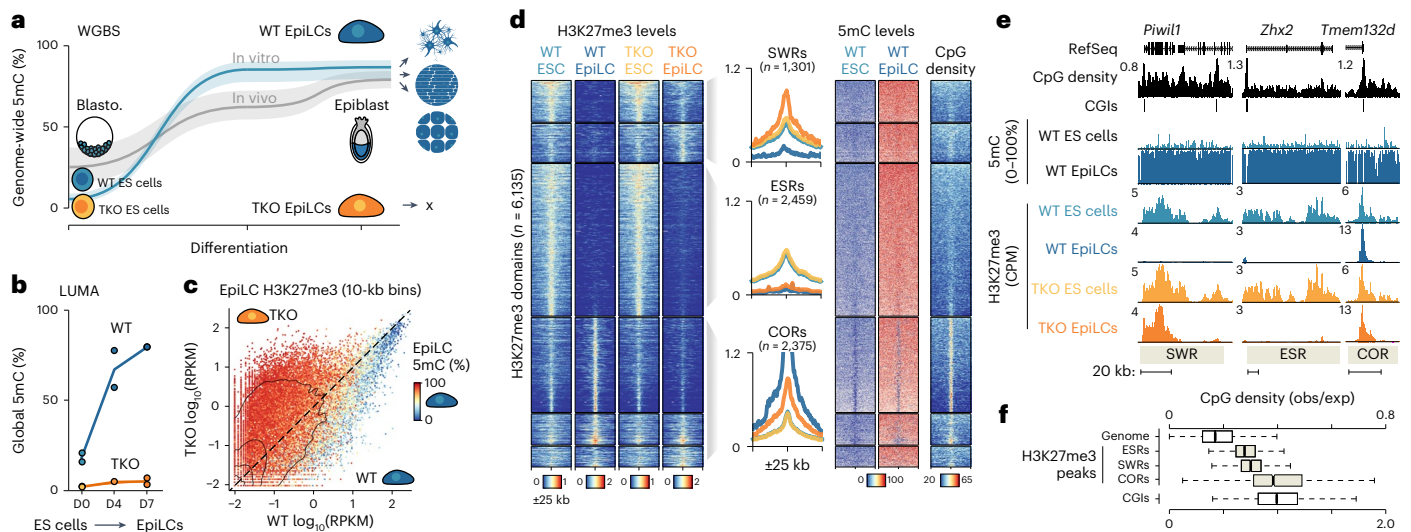 a
WGBS
Genome-wide 5mC (%)
100
50
0
WT EpiLCs
In vitro
In vivo
Blasto.
Epiblast
WT ES cells
TKO ES cells
TKO EpiLCs
x
Differentiation
b
LUMA
Global 5mC (%)
100
50
0
WT
TKO
D0 D4 D7
ES cells EpiLCs
c
EpiLC H3K27me3 (10-kb bins)
TKO
TKO log10(RPKM)
2
1
0
−1
−2
EpiLC
5mC (%)
100
0
WT
−2 −1 0 1 2
WT log10(RPKM)
d
H3K27me3 levels
WT ESC
WT EpiLC
TKO ESC
TKO EpiLC
H3K27me3 domains (n = 6,135)
0 1 0 2 0 1 0 2
±25 kb
SWRs
(n = 1,301)
1.2
0
ESRs
(n = 2,459)
1.2
0
CORs
(n = 2,375)
1.2
0
±25 kb
5mC levels
WT ESC
WT EpiLC
CpG density
0 100
20 65
e
Piwil1 Zhx2 Tmem132d
RefSeq
0.8 1.3 1.2
CpG density
CGIs
5mC
(0–100%)
WT ES cells
WT EpiLCs
H3K27me3
(CPM)
5 3 6
WT ES cells
4 3 13
WT EpiLCs
5 3 6
TKO ES cells
4 3 13
TKO EpiLCs
SWR ESR COR
20 kb:
f
CpG density (obs/exp)
0 0.8
Genome
H3K27me3
peaks
ESRs
SWRs
CORs
CGIs
0 2.0